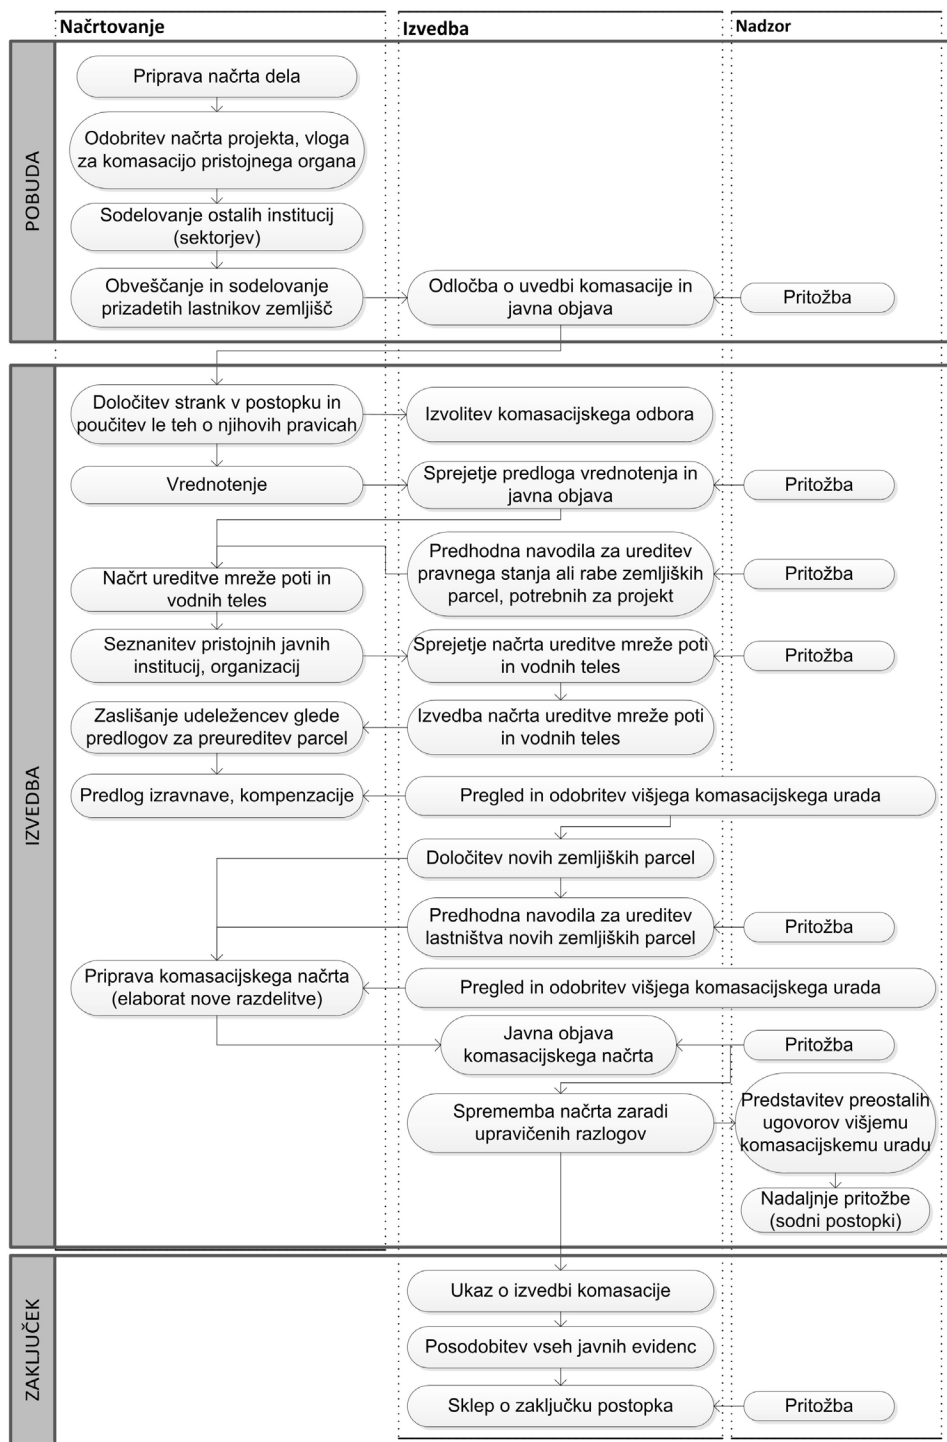 Načrtovanje
Izvedba
Nadzor
POBUDA
Priprava načrta dela
Odobritev načrta projekta, vloga
za komasacijo pristojnega organa
Sodelovanje ostalih institucij
(sektorjev)
Obveščanje in sodelovanje
prizadetih lastnikov zemljišč
Odločba o uvedbi komasacije in
javna objava
Pritožba
IZVEDBA
Določitev strank v postopku in
poučitev le teh o njihovih pravicah
Izvolitev komasacijskega odbora
Vrednotenje
Sprejetje predloga vrednotenja in
javna objava
Pritožba
Predhodna navodila za ureditev
pravnega stanja ali rabe zemljiških
parcel, potrebnih za projekt
Pritožba
Načrt ureditve mreže poti in
vodnih teles
Seznanitev pristojnih javnih
institucij, organizacij
Sprejetje načrta ureditve mreže poti
in vodnih teles
Pritožba
Zaslišanje udeležencev glede
predlogov za preureditev parcel
Izvedba načrta ureditve mreže poti
in vodnih teles
Predlog izravnave, kompenzacije
Pregled in odobritev višjega komasacijskega urada
Določitev novih zemljiških parcel
Predhodna navodila za ureditev
lastništva novih zemljiških parcel
Pritožba
Priprava komasacijskega načrta
(elaborat nove razdelitve)
Pregled in odobritev višjega komasacijskega urada
Javna objava
komasacijskega načrta
Pritožba
Sprememba načrta zaradi
upravičenih razlogov
Predstavitev preostalih
ugovorov višjemu
komasacijskemu uradu
Nadaljnje pritožbe
(sodni postopki)
ZAKLJUČEK
Ukaz o izvedbi komasacije
Posodobitev vseh javnih evidenc
Sklep o zaključku postopka
Pritožba